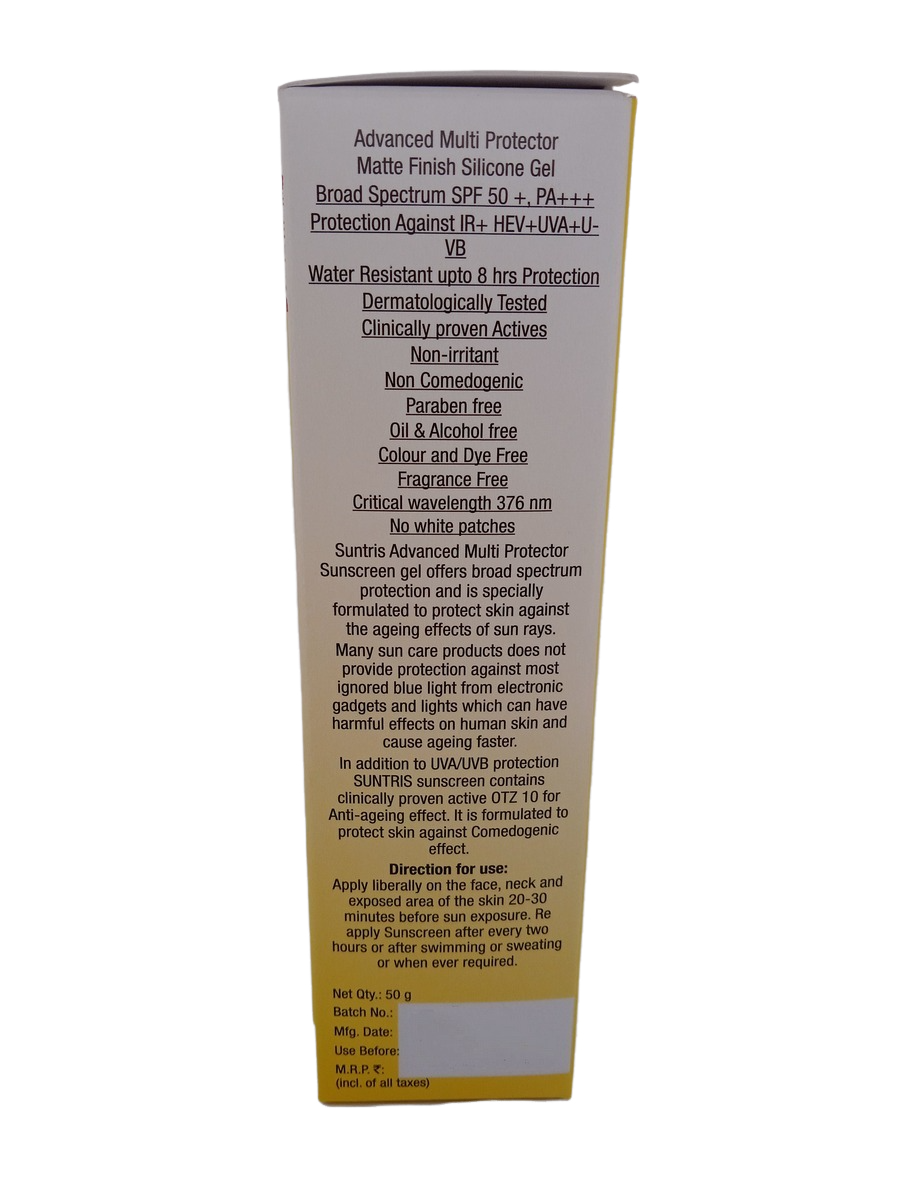 Advanced Multi Protector
Matte Finish Silicone Gel
Broad Spectrum SPF 50 +, PA+++
Protection Against IR+ HEV+UVA+U-
VB
Water Resistant upto 8 hrs Protection
Dermatologically Tested
Clinically proven Actives
Non-irritant
Non Comedogenic
Paraben free
Oil & Alcohol free
Colour and Dye Free
Fragrance Free
Critical wavelength 376 nm
No white patches
Suntris Advanced Multi Protector
Sunscreen gel offers broad spectrum
protection and is specially
formulated to protect skin against
the ageing effects of sun rays.
Many sun care products does not
provide protection against most
ignored blue light from electronic
gadgets and lights which can have
harmful effects on human skin and
cause ageing faster.
In addition to UVA/UVB protection
SUNTRIS sunscreen contains
clinically proven active OTZ 10 for
Anti-ageing effect. It is formulated to
protect skin against Comedogenic
effect.
Direction for use:
Apply liberally on the face, neck and
exposed area of the skin 20-30
minutes before sun exposure. Re
apply Sunscreen after every two
hours or after swimming or sweating
or when ever required.
Net Qty.: 50 g
Batch No.:
Mfg. Date:
Use Before:
M.R.P. ₹:
(incl. of all taxes)